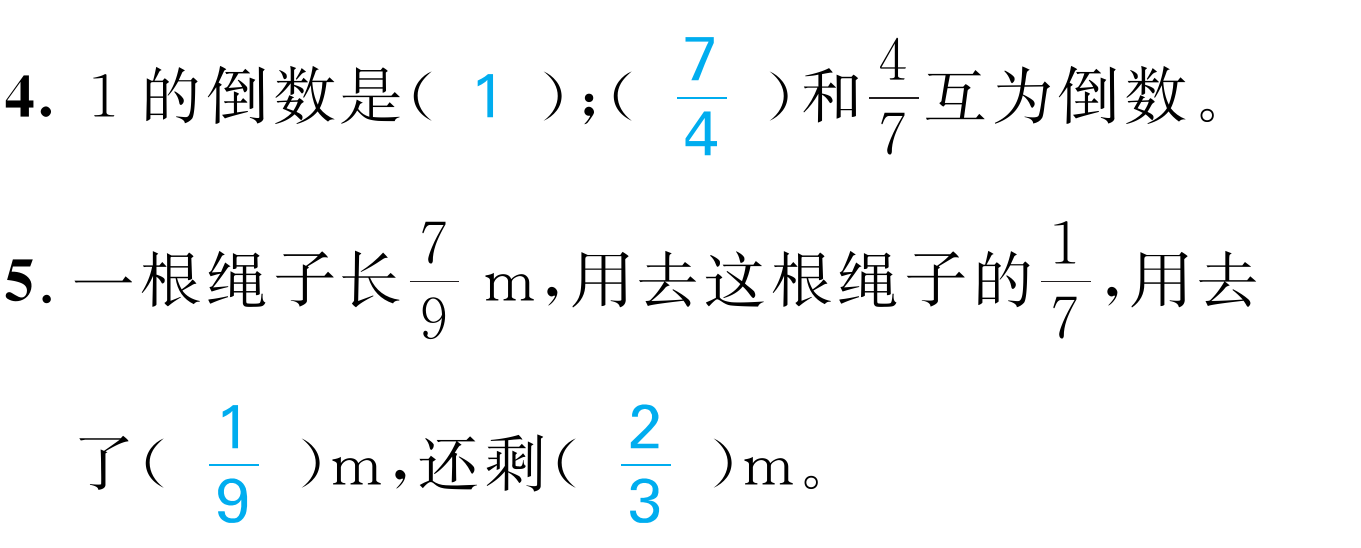 4. 1的倒数是( 1 );( 7/4 )和4/7互为倒数。
5. 一根绳子长7/9 m,用去这根绳子的1/7,用去
了( 1/9 )m,还剩( 2/3 )m。